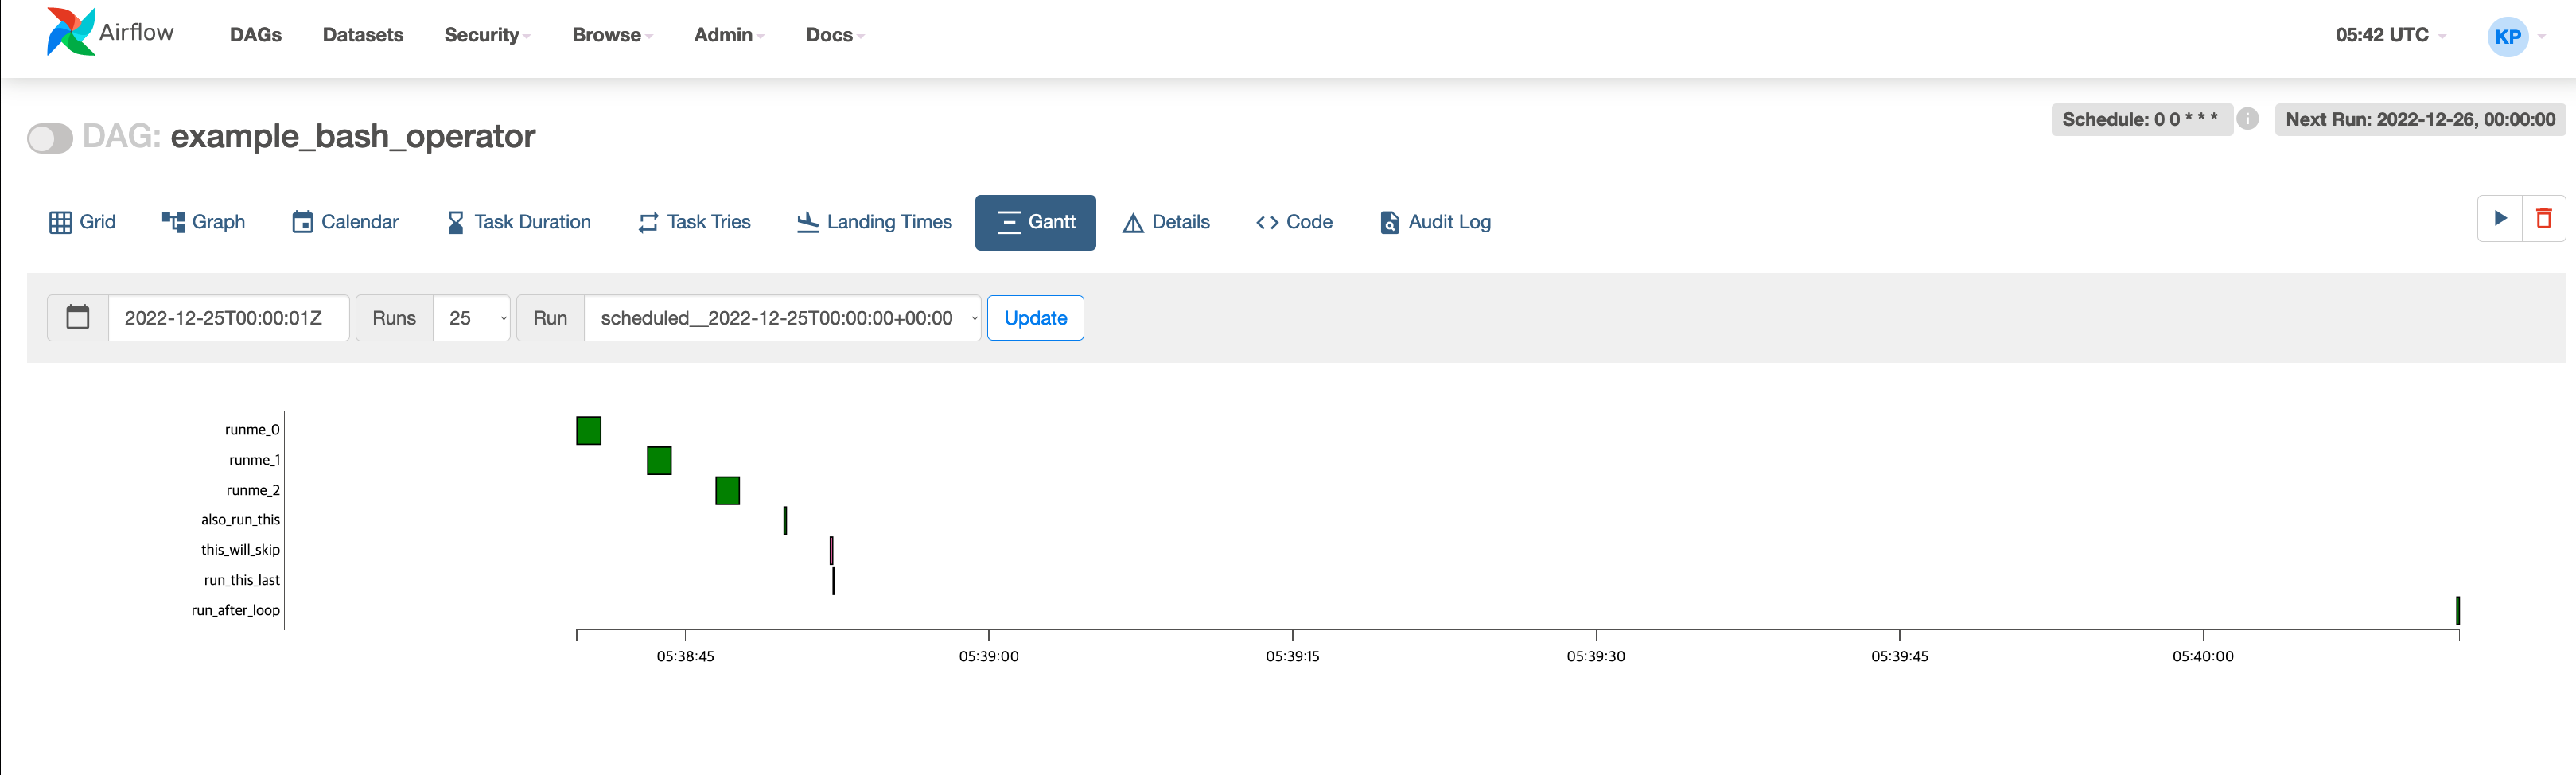 Airflow DAGs Datasets Security Browse Admin Docs 05:42 UTC KP
Schedule: 0 0 * * * i Next Run: 2022-12-26, 00:00:00
DAG: example_bash_operator
Grid Graph Calendar Task Duration Task Tries Landing Times Gantt Details Code Audit Log
2022-12-25T00:00:01Z Runs 25 Run scheduled__2022-12-25T00:00:00+00:00 Update
runme_0
runme_1
runme_2
also_run_this
this_will_skip
run_this_last
run_after_loop
05:38:45 05:39:00 05:39:15 05:39:30 05:39:45 05:40:00